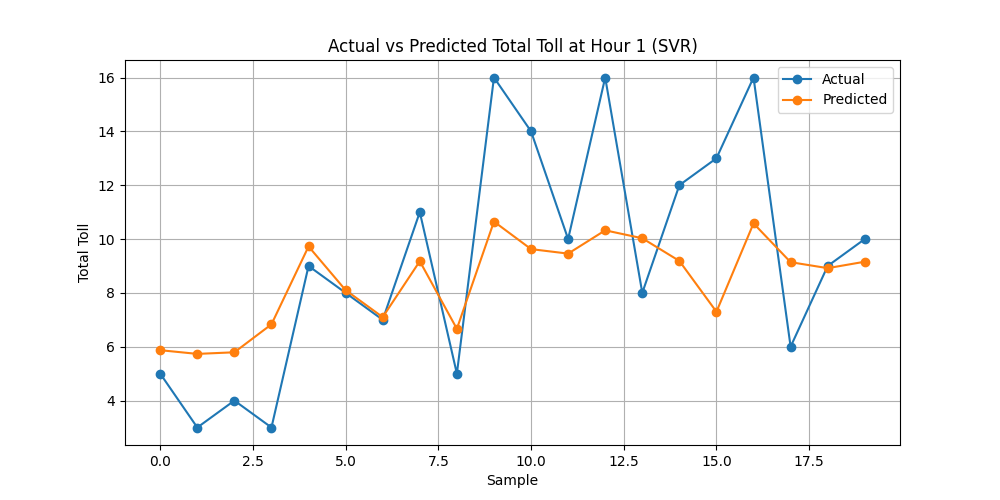 Actual vs Predicted Total Toll at Hour 1 (SVR)
Actual
Predicted
Total Toll
16
14
12
10
8
6
4
0.0 2.5 5.0 7.5 10.0 12.5 15.0 17.5
Sample